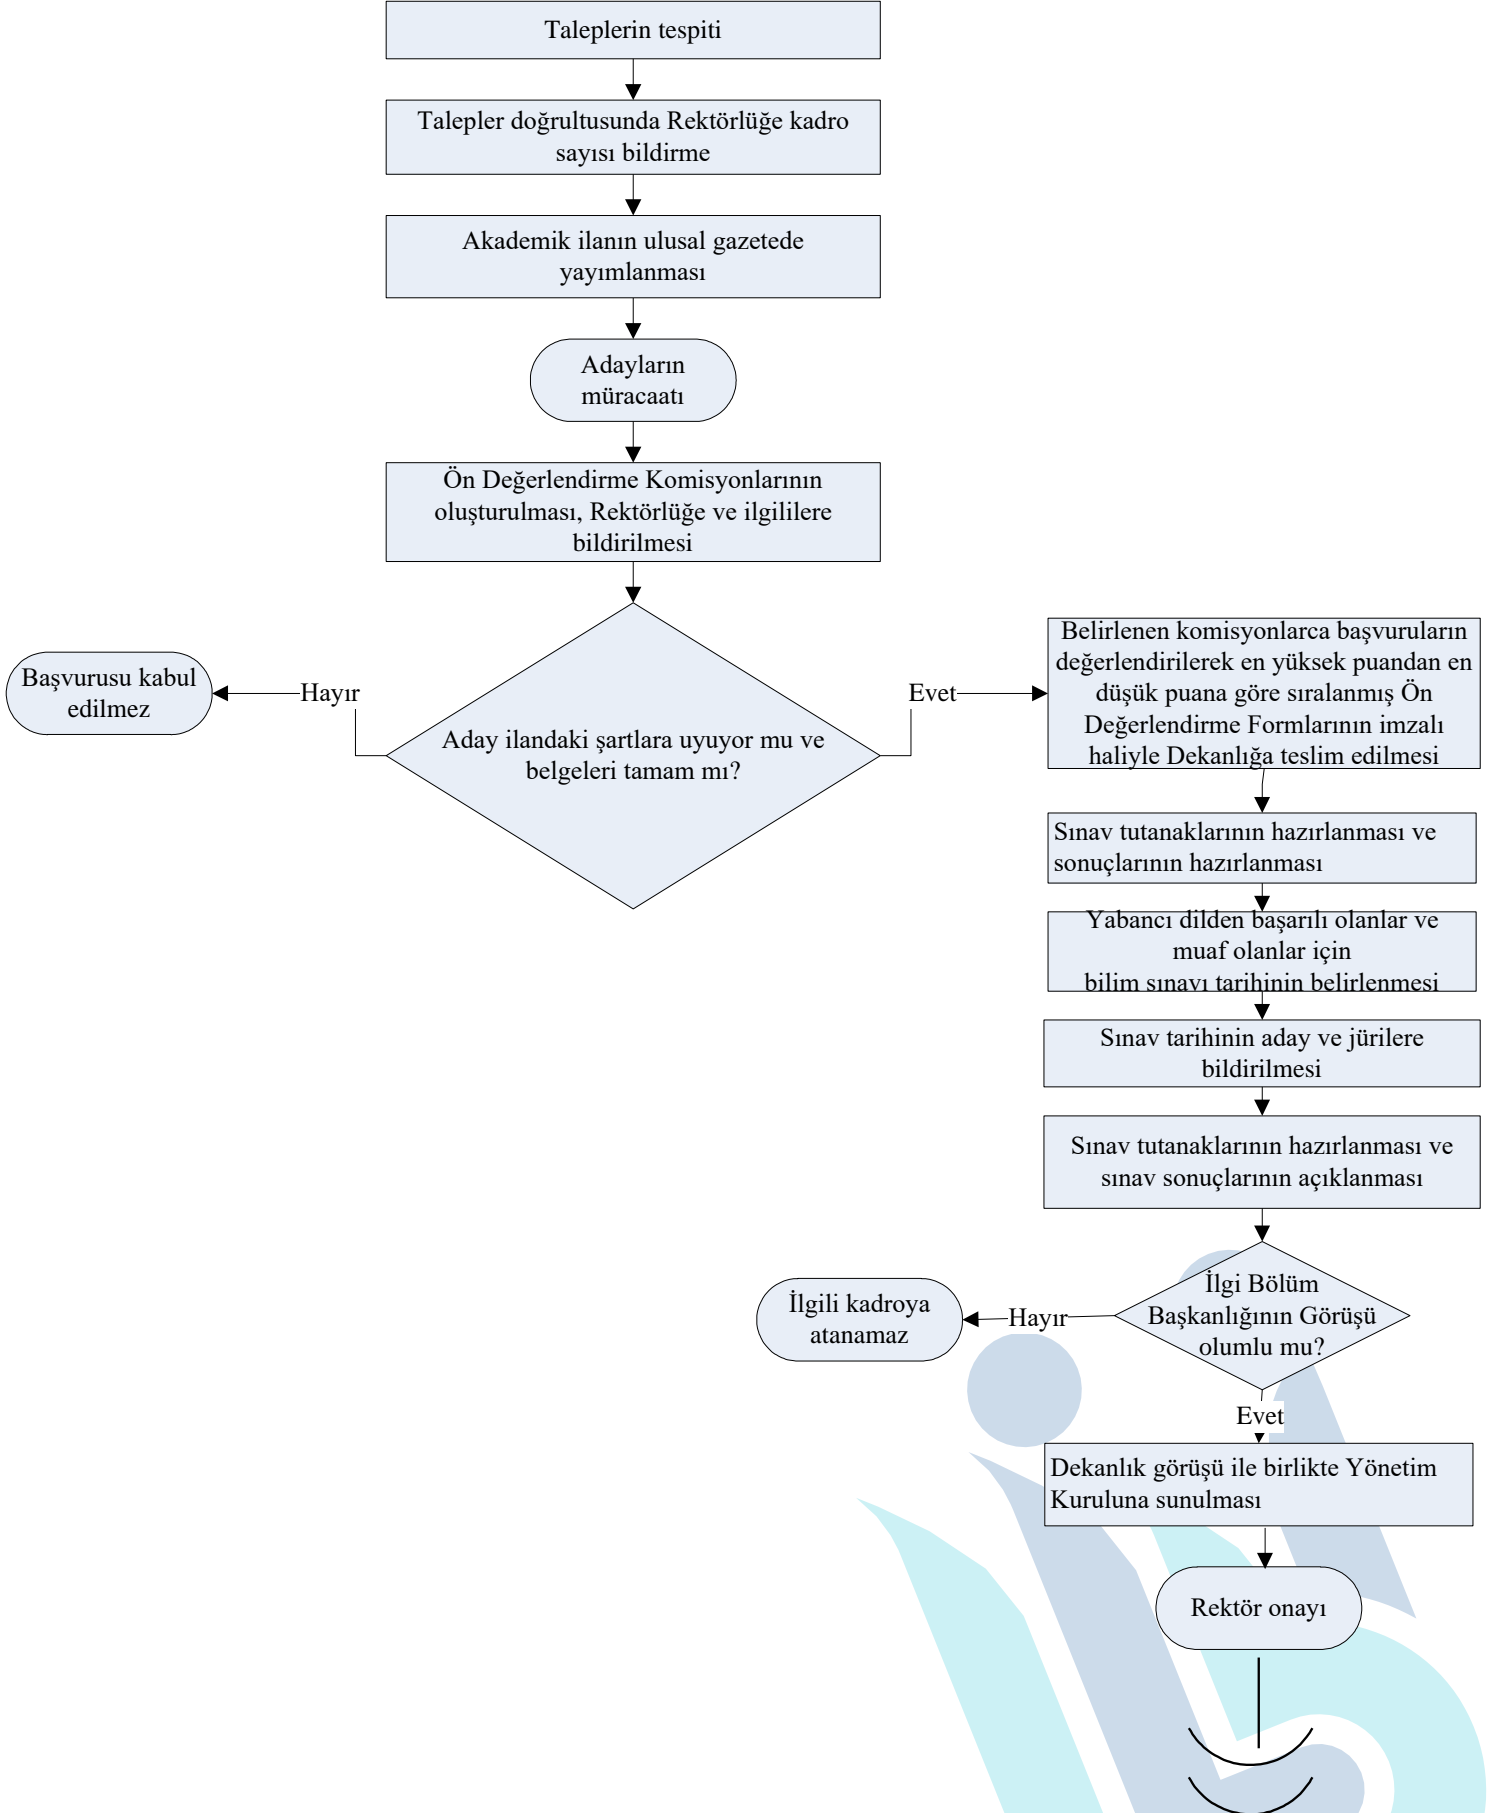 Taleplerin tespiti
Talepler doğrultusunda Rektörlüğe kadro
sayısı bildirme
Akademik ilanın ulusal gazetede
yayımlanması
Adayların
müracaatı
Ön Değerlendirme Komisyonlarının
oluşturulması, Rektörlüğe ve ilgililere
bildirilmesi
Aday ilandaki şartlara uyuyor mu ve
belgeleri tamam mı?
Hayır
Başvurusu kabul
edilmez
Evet
Belirlenen komisyonlarca başvuruların
değerlendirilerek en yüksek puandan en
düşük puana göre sıralanmış Ön
Değerlendirme Formlarının imzalı
haliyle Dekanlığa teslim edilmesi
Sınav tutanaklarının hazırlanması ve
sonuçlarının hazırlanması
Yabancı dilden başarılı olanlar ve
muaf olanlar için
bilim sınavı tarihinin belirlenmesi
Sınav tarihinin aday ve jürilere
bildirilmesi
Sınav tutanaklarının hazırlanması ve
sınav sonuçlarının açıklanması
İlgi Bölüm
Başkanlığının Görüşü
olumlu mu?
Hayır
İlgili kadroya
atanamaz
Evet
Dekanlık görüşü ile birlikte Yönetim
Kuruluna sunulması
Rektör onayı